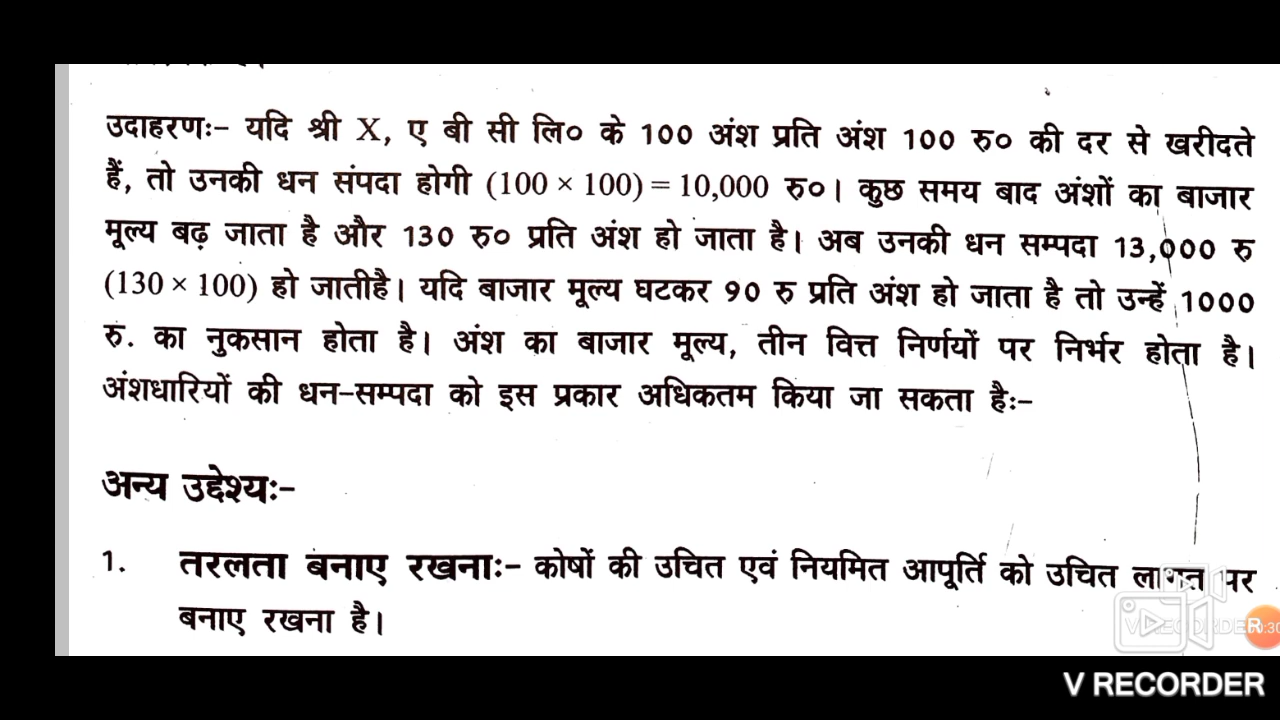 उदाहरणः- यदि श्री X, ए बी सी लि० के 100 अंश प्रति अंश 100 रु० की दर से खरीदते
हैं, तो उनकी धन संपदा होगी (100 × 100) = 10,000 रु०। कुछ समय बाद अंशों का बाजार
मूल्य बढ़ जाता है और 130 रु० प्रति अंश हो जाता है। अब उनकी धन सम्पदा 13,000 रु
(130 × 100) हो जातीहै। यदि बाजार मूल्य घटकर 90 रु प्रति अंश हो जाता है तो उन्हें 1000
रु. का नुकसान होता है। अंश का बाजार मूल्य, तीन वित्त निर्णयों पर निर्भर होता है।
अंशधारियों की धन-सम्पदा को इस प्रकार अधिकतम किया जा सकता हैः-
अन्य उद्देश्यः-
1. तरलता बनाए रखनाः- कोषों की उचित एवं नियमित आपूर्ति को उचित लागत पर
बनाए रखना है।
V RECORDER
V RECORDER